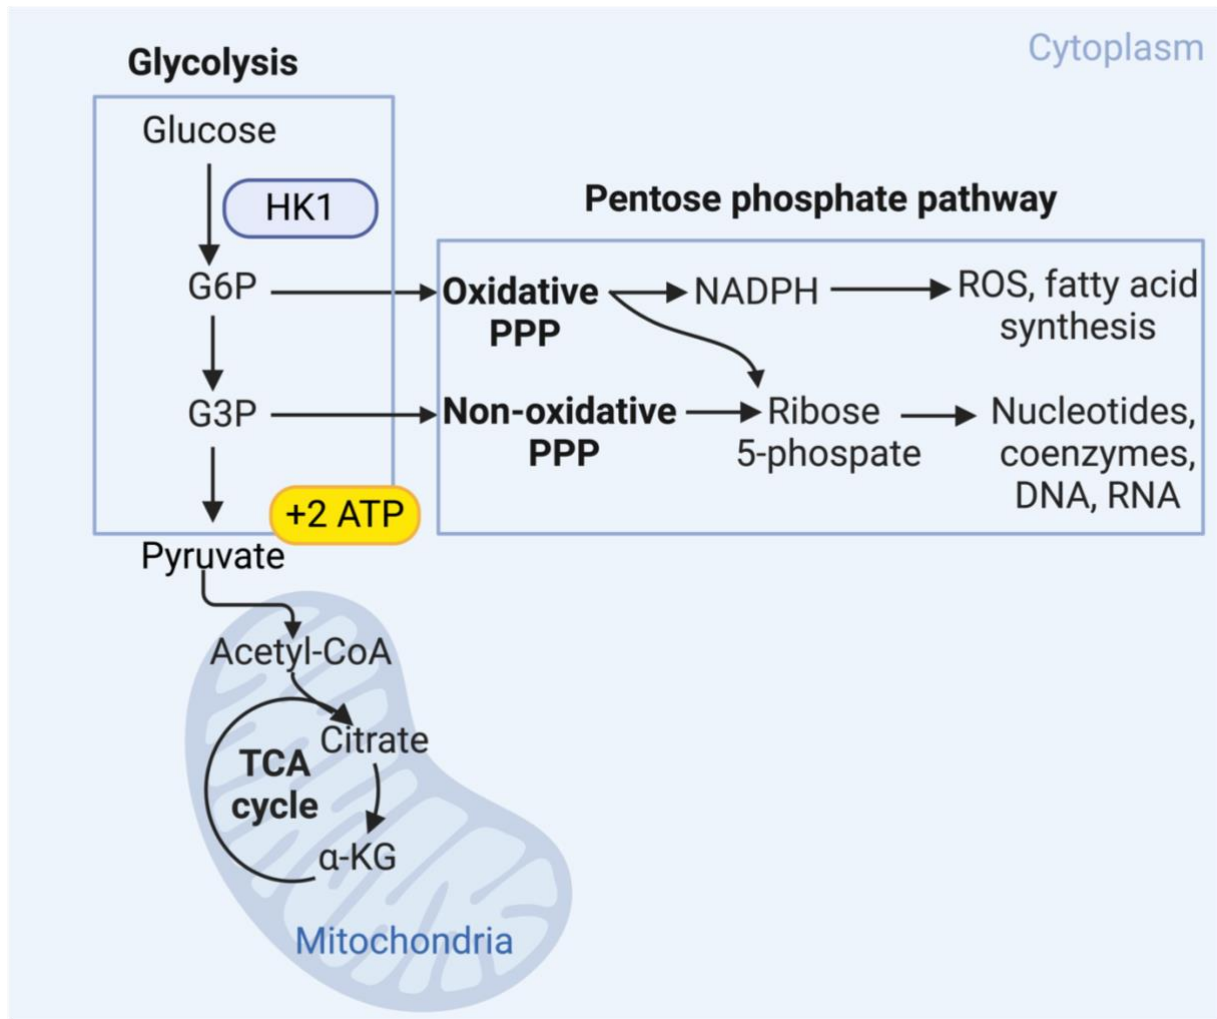 Cytoplasm
Glycolysis
Glucose
HK1
Pentose phosphate pathway
G6P
Oxidative
PPP
NADPH
ROS, fatty acid
synthesis
G3P
Non-oxidative
PPP
Ribose
5-phospate
Nucleotides,
coenzymes,
DNA, RNA
+2 ATP
Pyruvate
Acetyl-CoA
Citrate
TCA
cycle
α-KG
Mitochondria